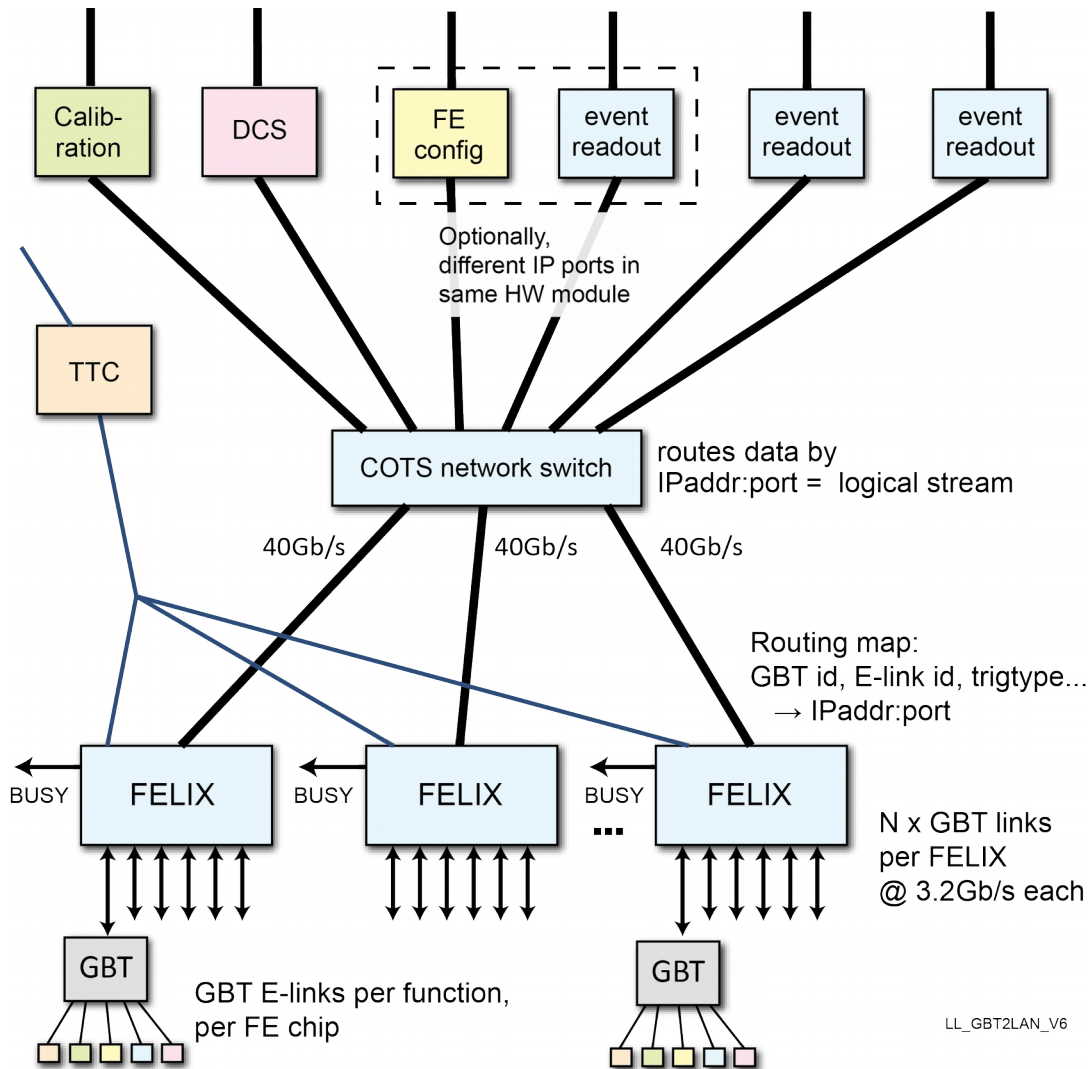 Calib-
ration
DCS
FE
config
event
readout
event
readout
event
readout
Optionally,
different IP ports in
same HW module
TTC
COTS network switch
routes data by
IPaddr:port = logical stream
40Gb/s
40Gb/s
40Gb/s
Routing map:
GBT id, E-link id, trigtype...
→ IPaddr:port
BUSY
FELIX
BUSY
FELIX
BUSY
...
FELIX
N x GBT links
per FELIX
@ 3.2Gb/s each
GBT
GBT E-links per function,
per FE chip
GBT
LL_GBT2LAN_V6